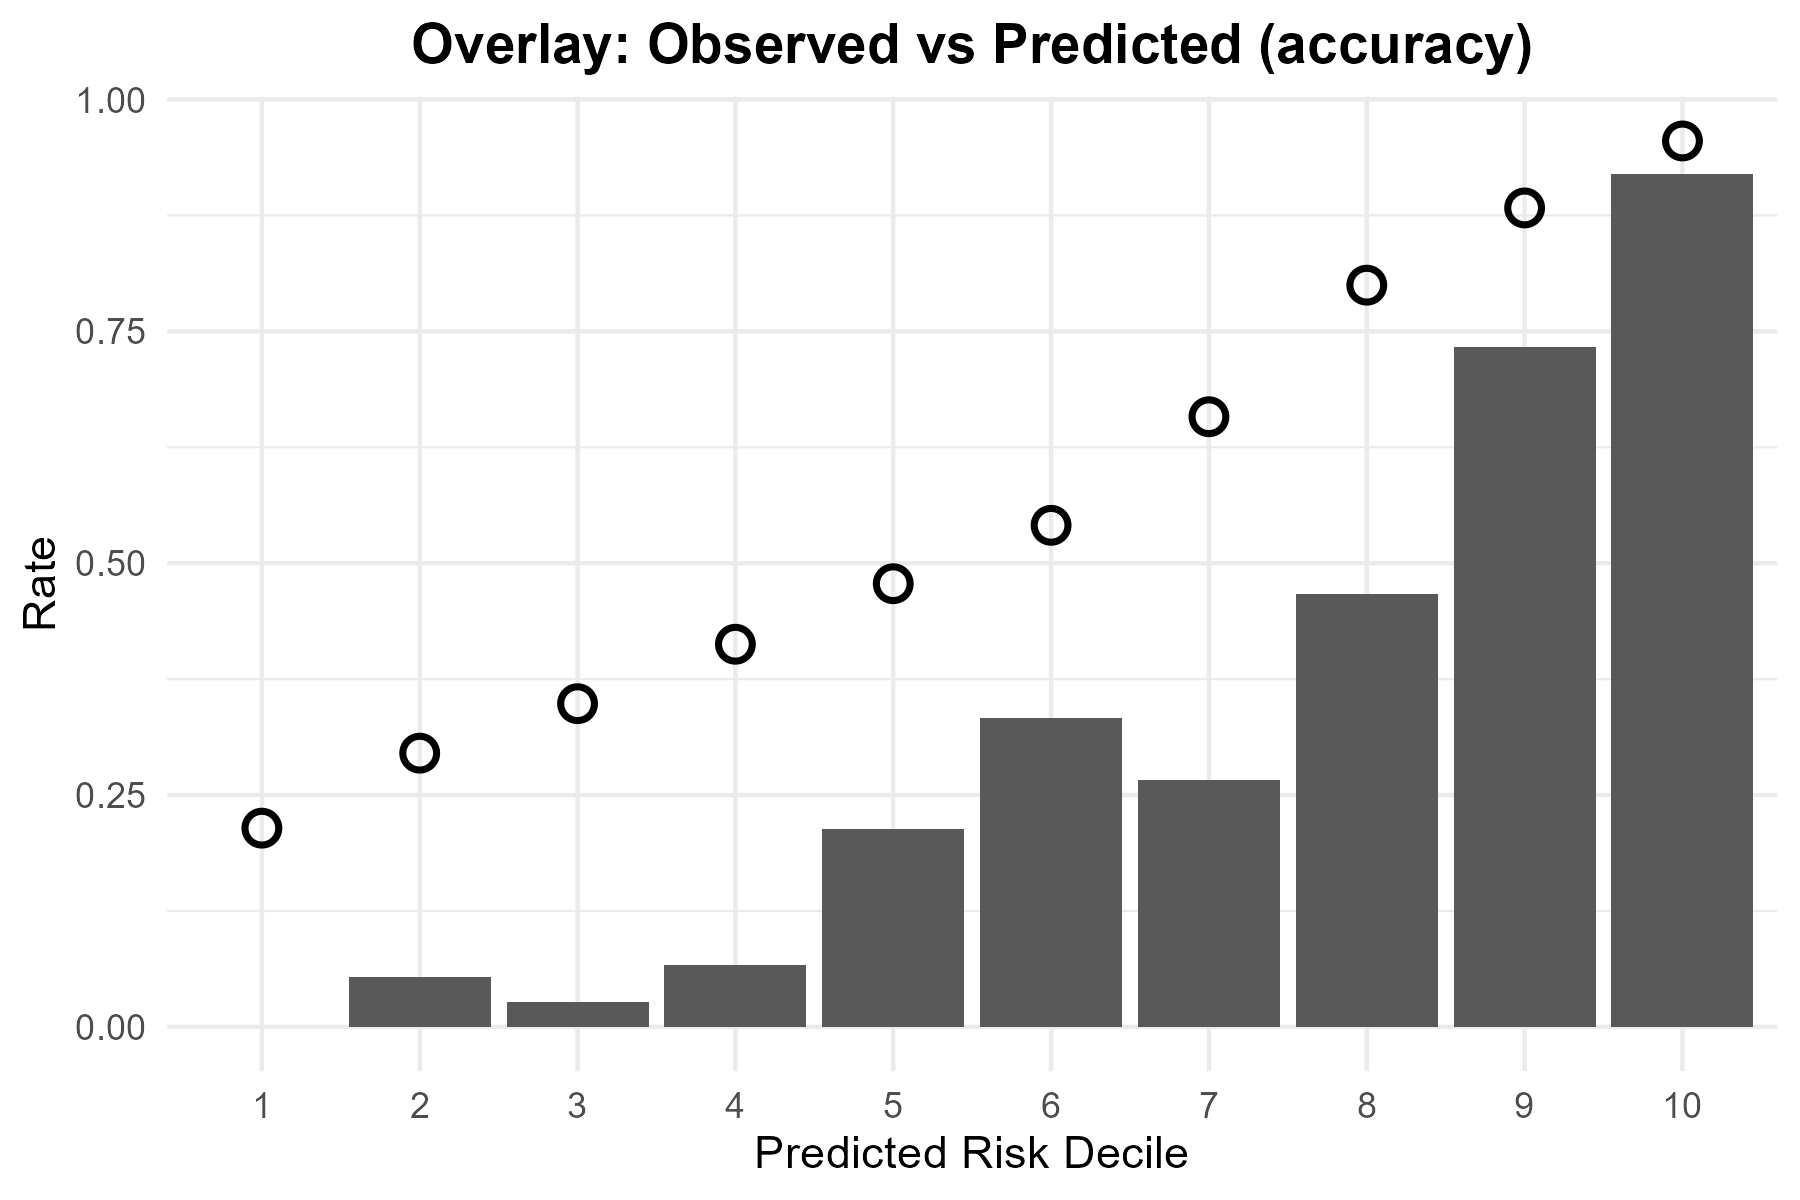 Overlay: Observed vs Predicted (accuracy)
1.00
0.75
0.50
0.25
0.00
Rate
1 2 3 4 5 6 7 8 9 10
Predicted Risk Decile